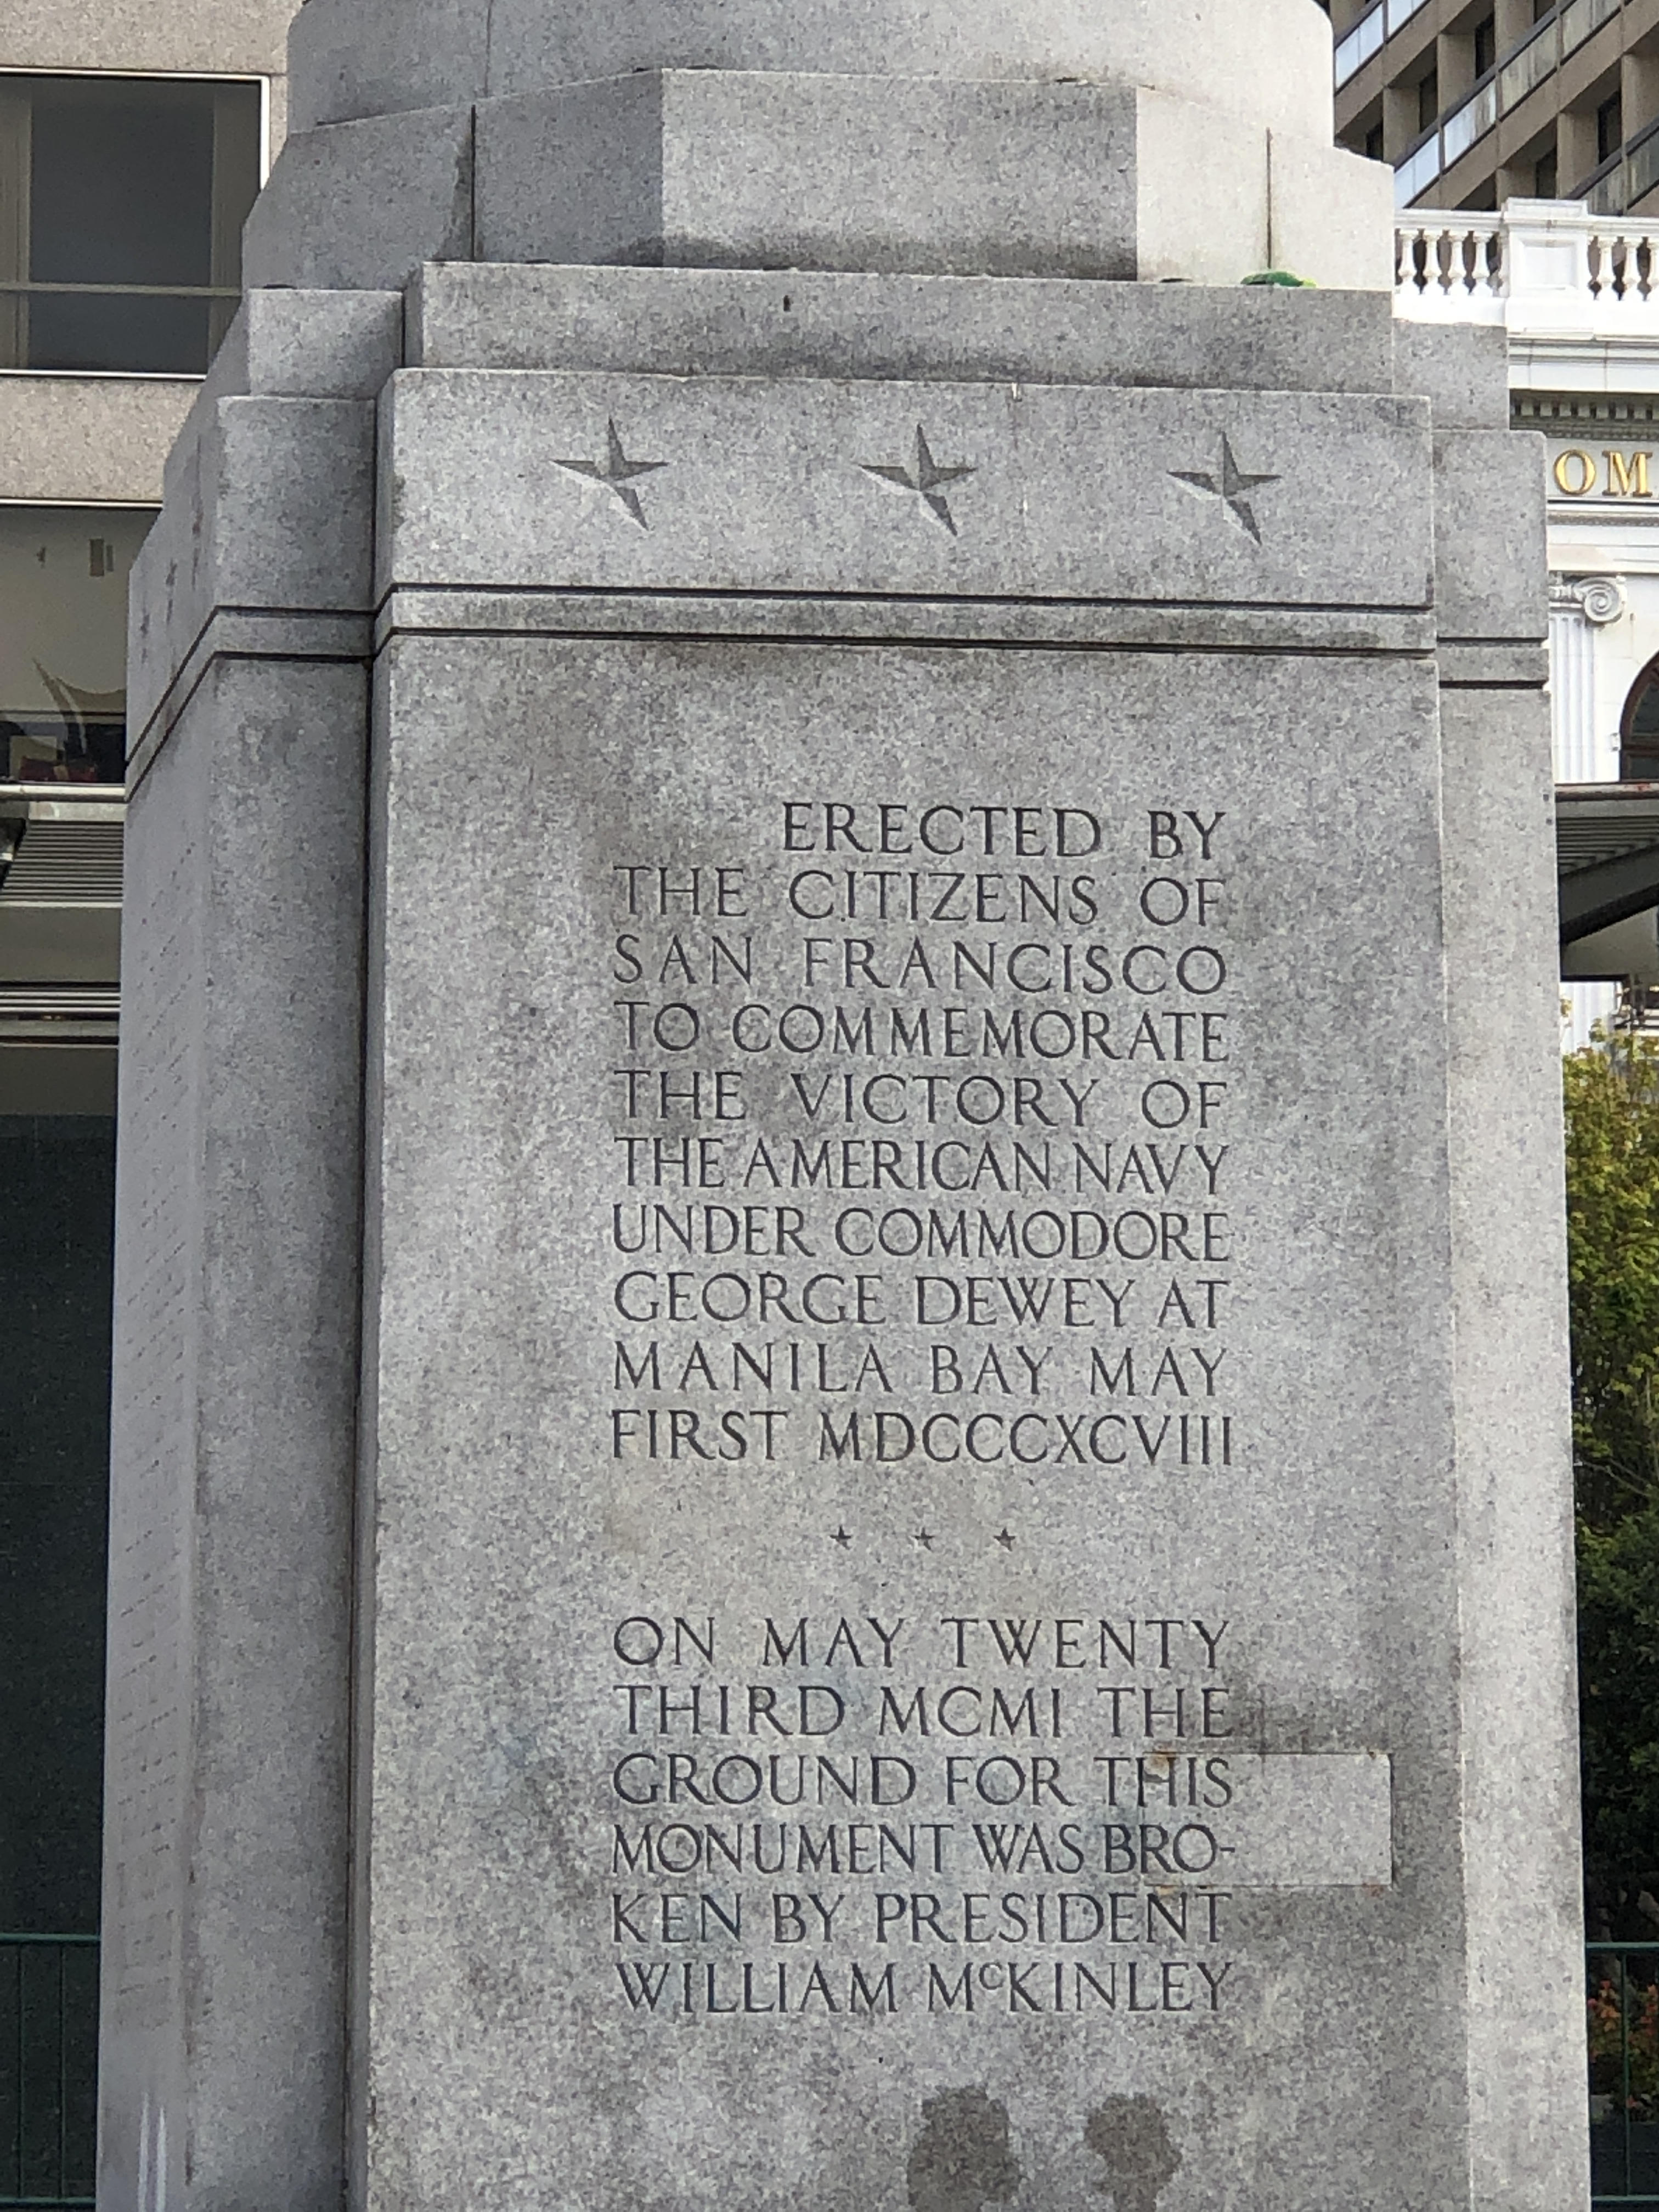 ERECTED BY
THE CITIZENS OF
SAN FRANCISCO
TO COMMEMORATE
THE VICTORY OF
THE AMERICAN NAVY
UNDER COMMODORE
GEORGE DEWEY AT
MANILA BAY MAY
FIRST MDCCCXCVIII
ON MAY TWENTY
THIRD MCMI THE
GROUND FOR THIS
MONUMENT WAS BRO-
KEN BY PRESIDENT
WILLIAM McKINLEY
OM